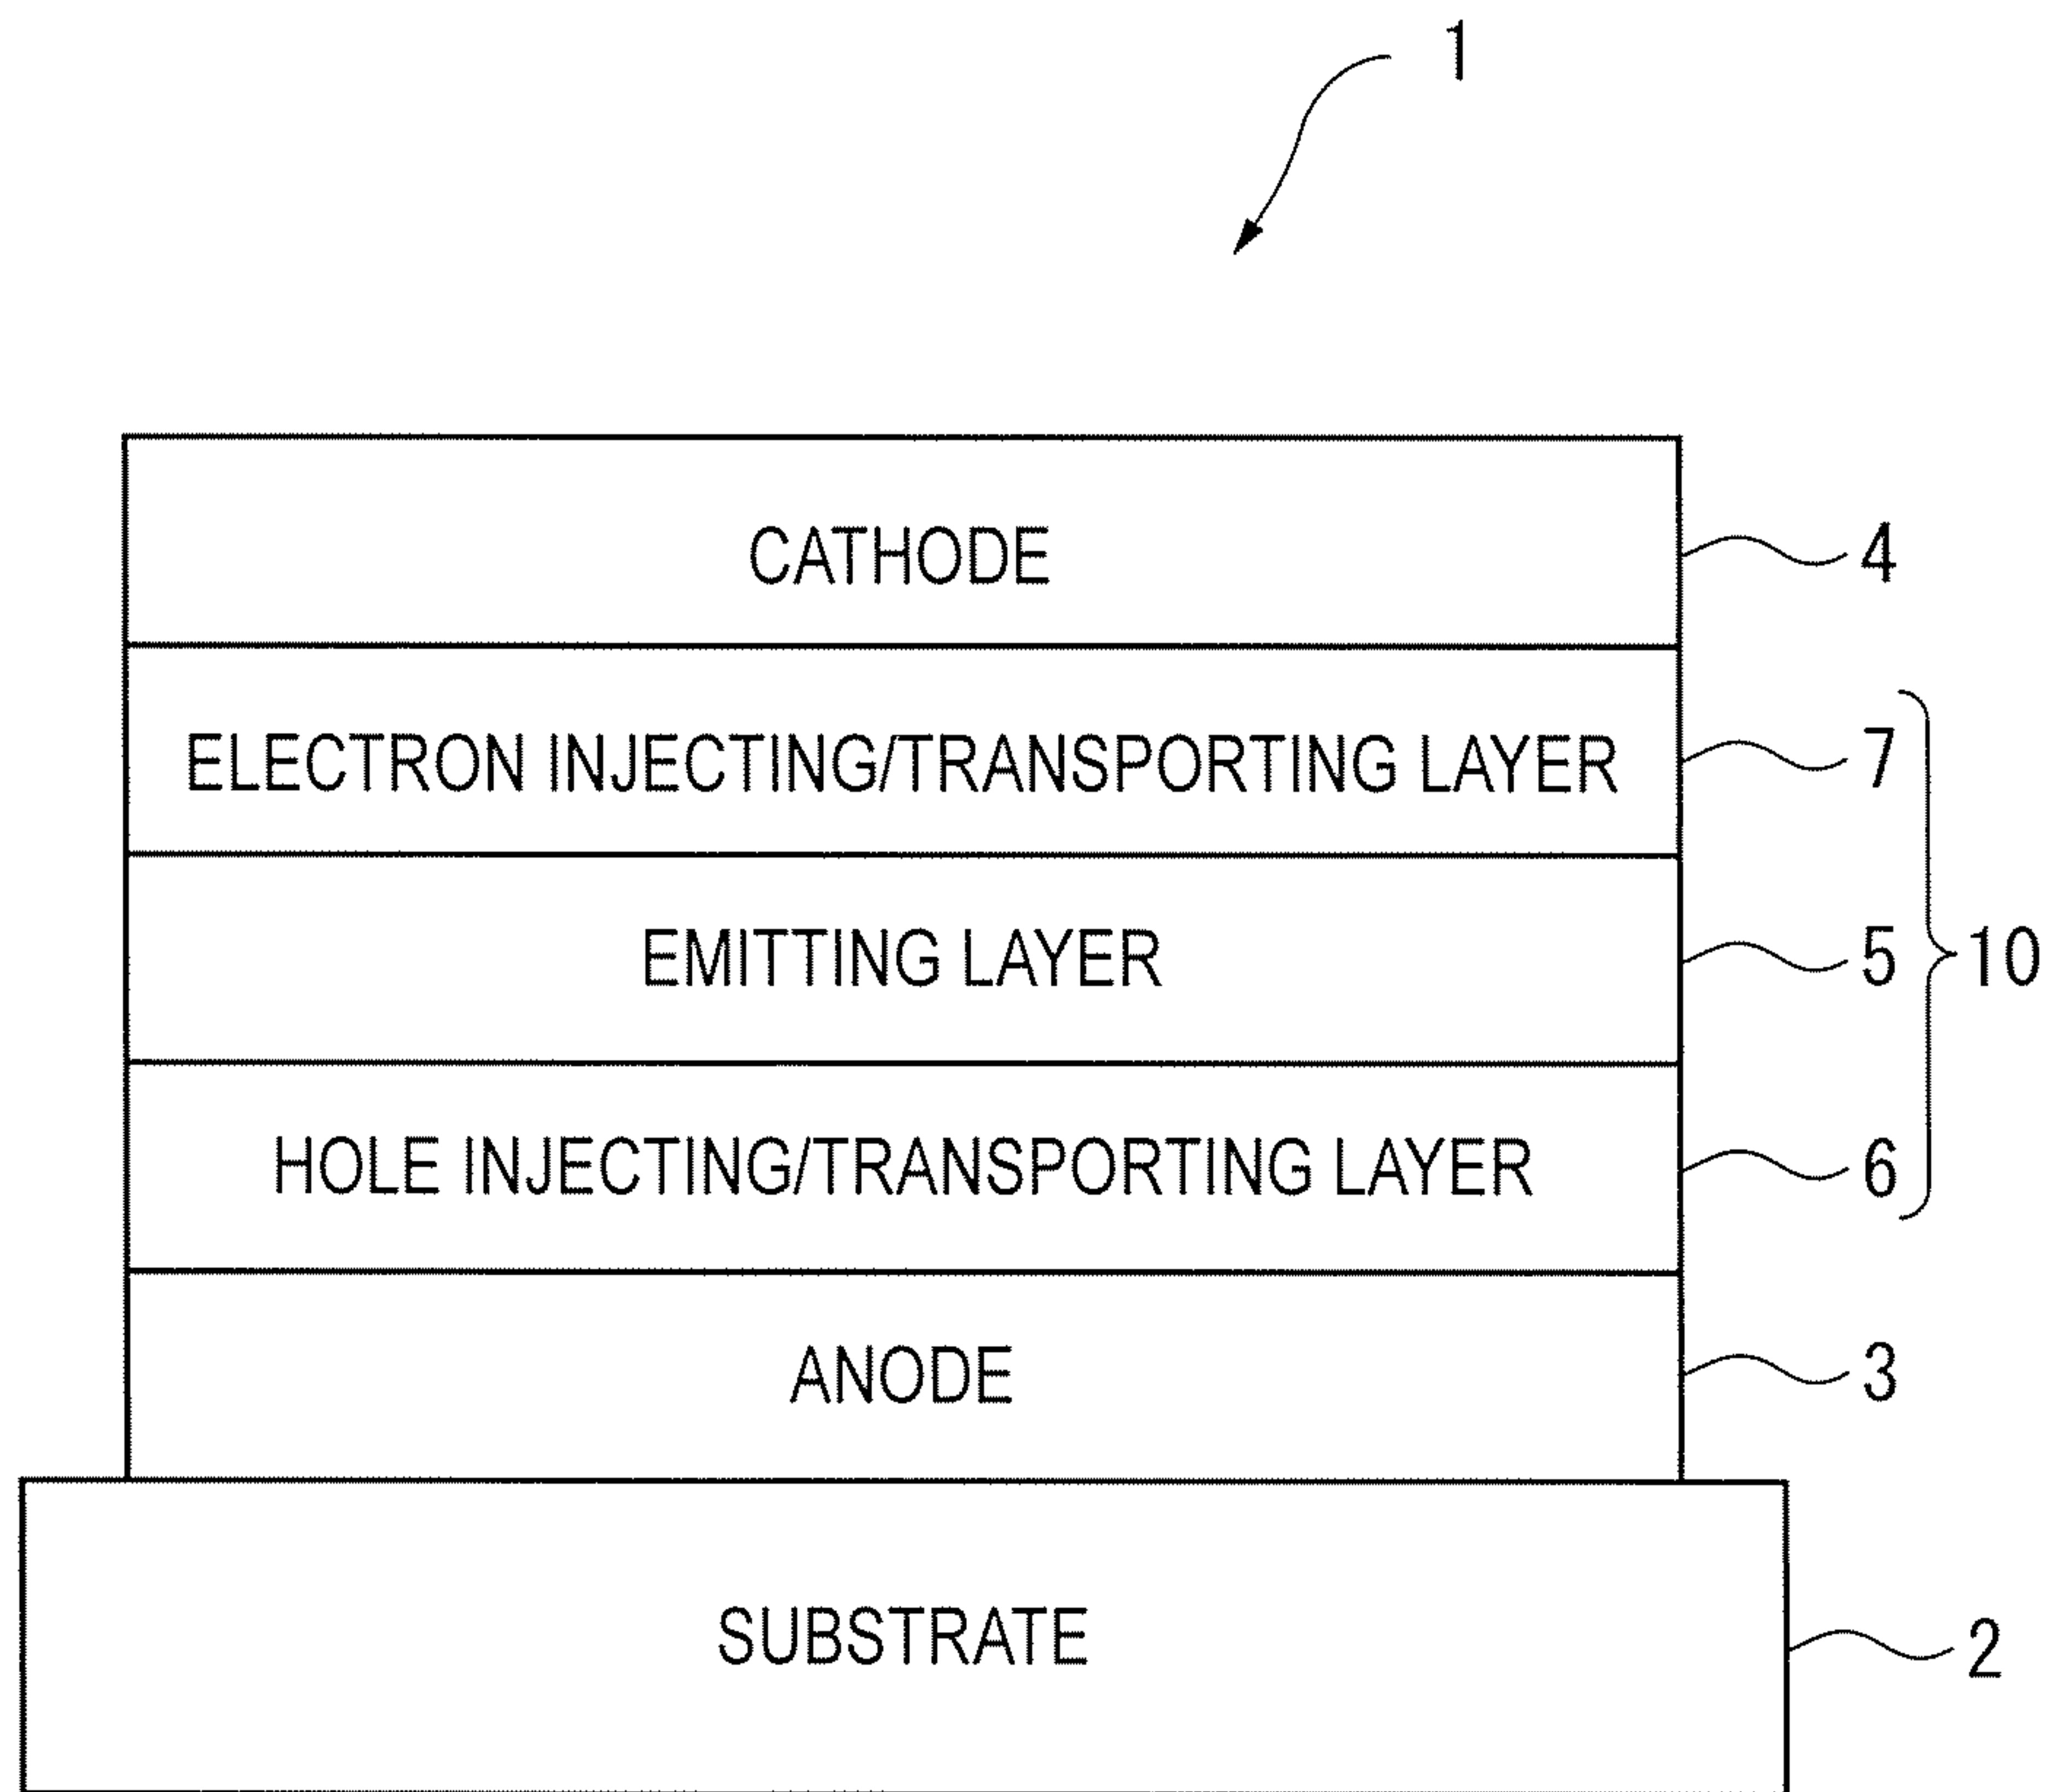 1
CATHODE 4
ELECTRON INJECTING/TRANSPORTING LAYER 7
EMITTING LAYER 5 10
HOLE INJECTING/TRANSPORTING LAYER 6
ANODE 3
SUBSTRATE 2